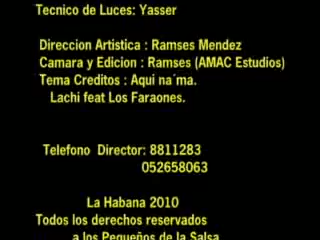 Tecnico de Luces: Yasser
Direccion Artistica : Ramses Mendez
Camara y Edicion : Ramses (AMAC Estudios)
Tema Creditos : Aqui na´ma.
Lachi feat Los Faraones.
Telefono Director: 8811283
052658063
La Habana 2010
Todos los derechos reservados
a los Pequeños de la Salsa